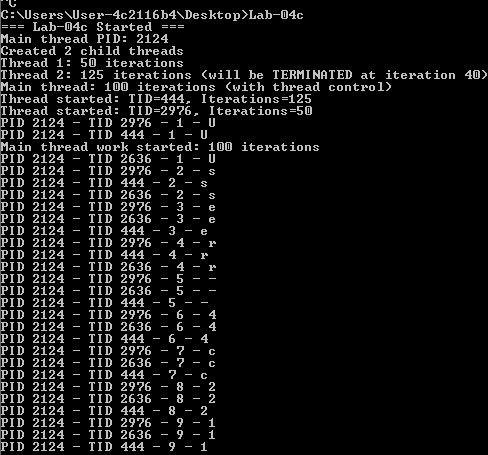 ^C
C:\Users\User-4c2116b4\Desktop>Lab-04c
=== Lab-04c Started ===
Main thread PID: 2124
Created 2 child threads
Thread 1: 50 iterations
Thread 2: 125 iterations (will be TERMINATED at iteration 40)
Main thread: 100 iterations (with thread control)
Thread started: TID=444, Iterations=125
Thread started: TID=2976, Iterations=50
PID 2124 - TID 2976 - 1 - U
PID 2124 - TID 444 - 1 - U
Main thread work started: 100 iterations
PID 2124 - TID 2636 - 1 - U
PID 2124 - TID 2976 - 2 - s
PID 2124 - TID 444 - 2 - s
PID 2124 - TID 2636 - 2 - s
PID 2124 - TID 2976 - 3 - e
PID 2124 - TID 2636 - 3 - e
PID 2124 - TID 444 - 3 - e
PID 2124 - TID 2976 - 4 - r
PID 2124 - TID 444 - 4 - r
PID 2124 - TID 2636 - 4 - r
PID 2124 - TID 2976 - 5 - -
PID 2124 - TID 2636 - 5 - -
PID 2124 - TID 444 - 5 - -
PID 2124 - TID 2976 - 6 - 4
PID 2124 - TID 2636 - 6 - 4
PID 2124 - TID 444 - 6 - 4
PID 2124 - TID 2976 - 7 - c
PID 2124 - TID 2636 - 7 - c
PID 2124 - TID 444 - 7 - c
PID 2124 - TID 2976 - 8 - 2
PID 2124 - TID 2636 - 8 - 2
PID 2124 - TID 444 - 8 - 2
PID 2124 - TID 2976 - 9 - 1
PID 2124 - TID 2636 - 9 - 1
PID 2124 - TID 444 - 9 - 1